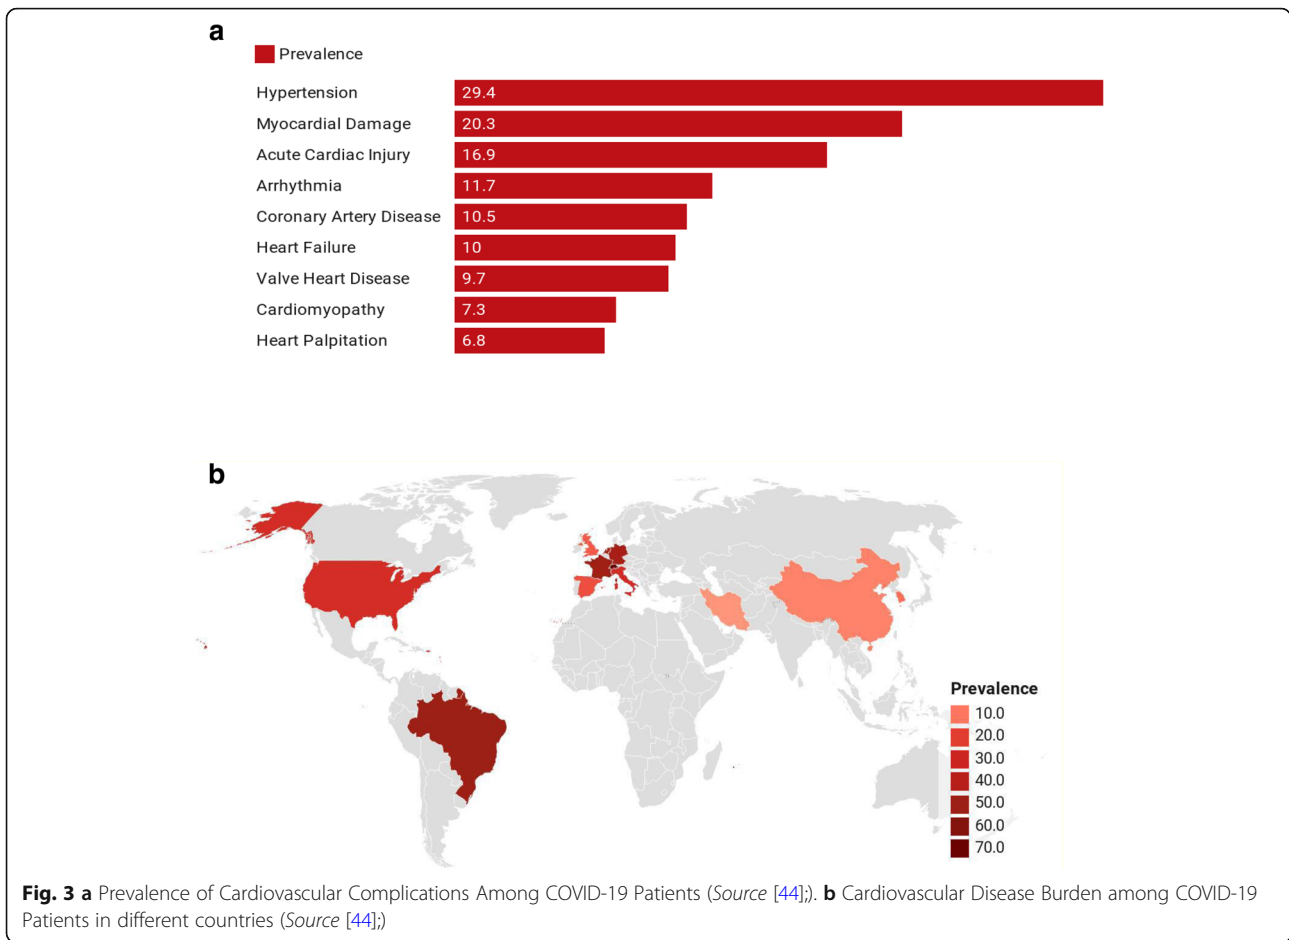 a
Prevalence
Hypertension 29.4
Myocardial Damage 20.3
Acute Cardiac Injury 16.9
Arrhythmia 11.7
Coronary Artery Disease 10.5
Heart Failure 10
Valve Heart Disease 9.7
Cardiomyopathy 7.3
Heart Palpitation 6.8
b
Prevalence
10.0
20.0
30.0
40.0
50.0
60.0
70.0
Fig. 3 a Prevalence of Cardiovascular Complications Among COVID-19 Patients (Source [44];). b Cardiovascular Disease Burden among COVID-19
Patients in different countries (Source [44];)